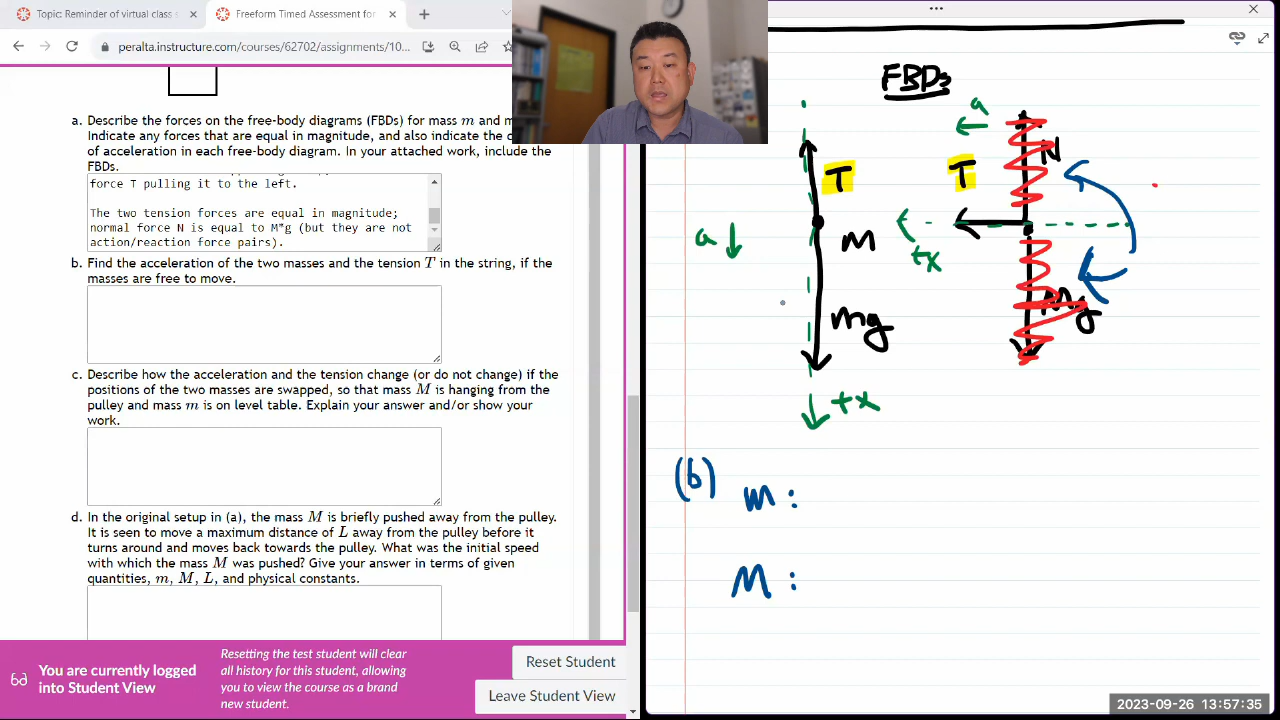 Topic: Reminder of virtual class
Freeform Timed Assessment for
peralta.instructure.com/courses/62702/assignments/10...
a. Describe the forces on the free-body diagrams (FBDs) for mass m and m
Indicate any forces that are equal in magnitude, and also indicate the d
of acceleration in each free-body diagram. In your attached work, include the
FBDs.
force T pulling it to the left.
The two tension forces are equal in magnitude;
normal force N is equal to M*g (but they are not
action/reaction force pairs).
b. Find the acceleration of the two masses and the tension T in the string, if the
masses are free to move.
c. Describe how the acceleration and the tension change (or do not change) if the
positions of the two masses are swapped, so that mass M is hanging from the
pulley and mass m is on level table. Explain your answer and/or show your
work.
d. In the original setup in (a), the mass M is briefly pushed away from the pulley.
It is seen to move a maximum distance of L away from the pulley before it
turns around and moves back towards the pulley. What was the initial speed
with which the mass M was pushed? Give your answer in terms of given
quantities, m, M, L, and physical constants.
You are currently logged
into Student View
Resetting the test student will clear
all history for this student, allowing
you to view the course as a brand
new student.
Reset Student
Leave Student View
FBDs
a
N
T
T
a
m
+x
mg
Mg
+x
(b) m:
M:
2023-09-26 13:57:35